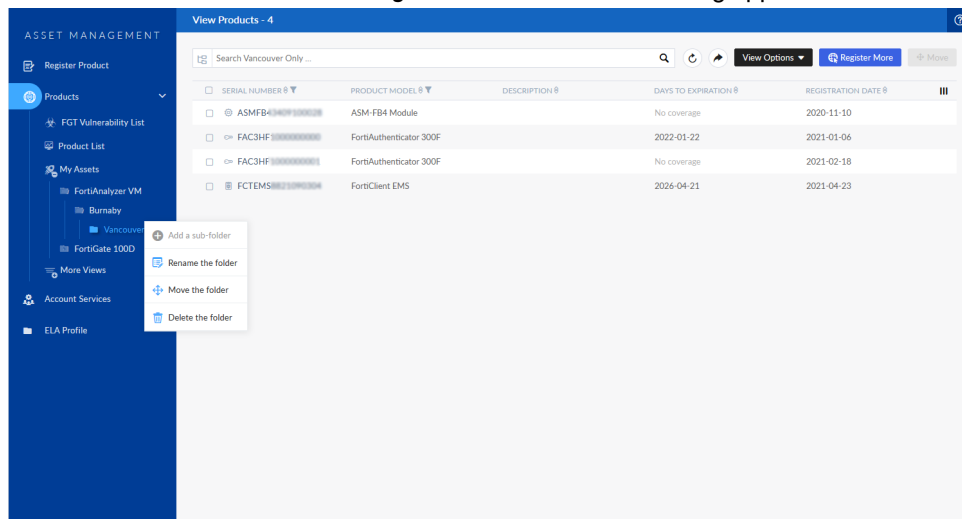 View Products - 4
ASSET MANAGEMENT
Register Product
Products
FGT Vulnerability List
Product List
My Assets
FortiAnalyzer VM
Burnaby
Vancouver
FortiGate 100D
More Views
Account Services
ELA Profile
Add a sub-folder
Rename the folder
Move the folder
Delete the folder
Search Vancouver Only ...
View Options
Register More
Move
SERIAL NUMBER PRODUCT MODEL DESCRIPTION DAYS TO EXPIRATION REGISTRATION DATE
ASMFB4 ASM-FB4 Module No coverage 2020-11-10
FAC3HF FortiAuthenticator 300F 2022-01-22 2021-01-06
FAC3HF FortiAuthenticator 300F No coverage 2021-02-18
FCTEMS FortiClient EMS 2026-04-21 2021-04-23